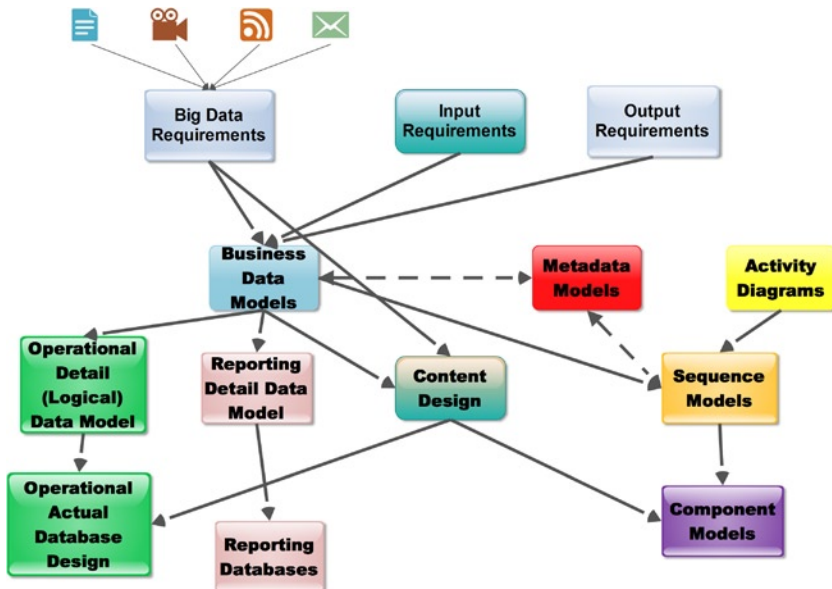 Big Data
Requirements
Input
Requirements
Output
Requirements
Business
Data
Models
Metadata
Models
Activity
Diagrams
Operational
Detail
(Logical)
Data Model
Reporting
Detail Data
Model
Content
Design
Sequence
Models
Operational
Actual
Database
Design
Reporting
Databases
Component
Models